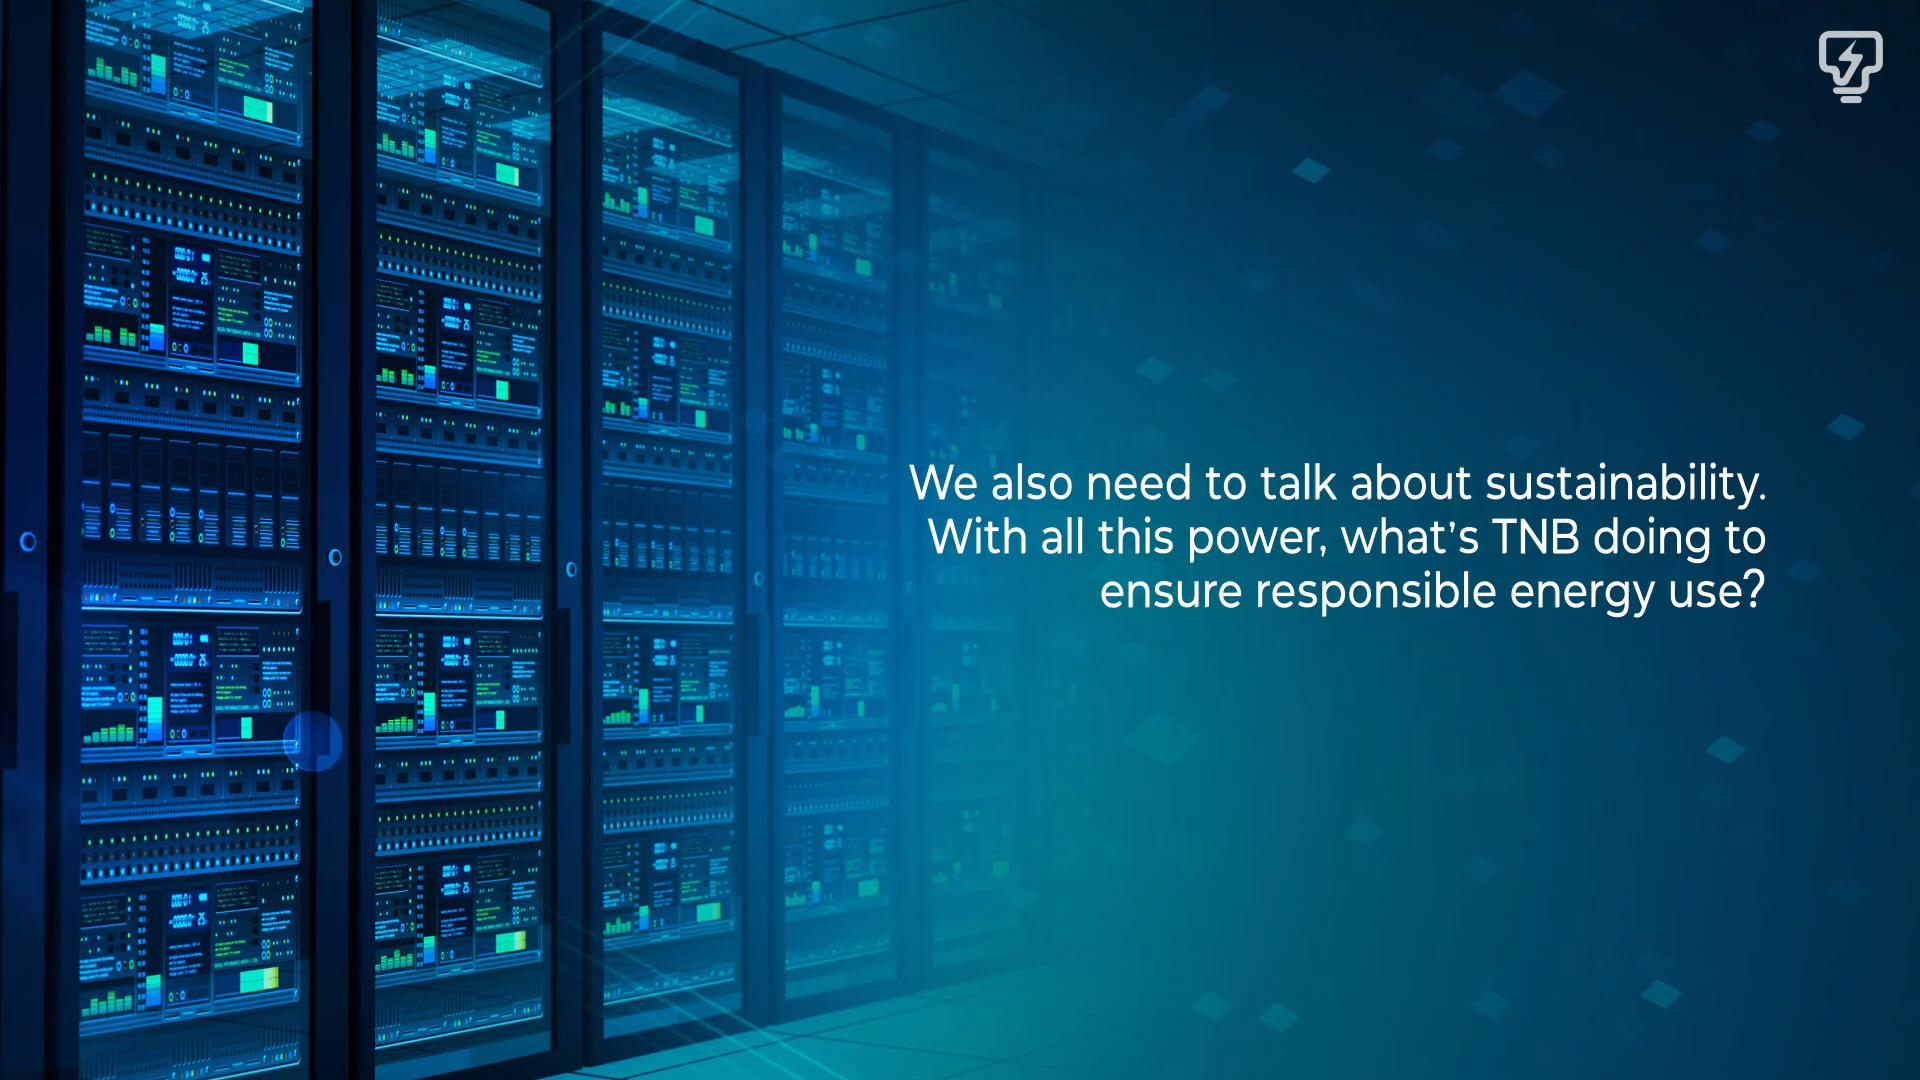 We also need to talk about sustainability.
With all this power, what's TNB doing to
ensure responsible energy use?